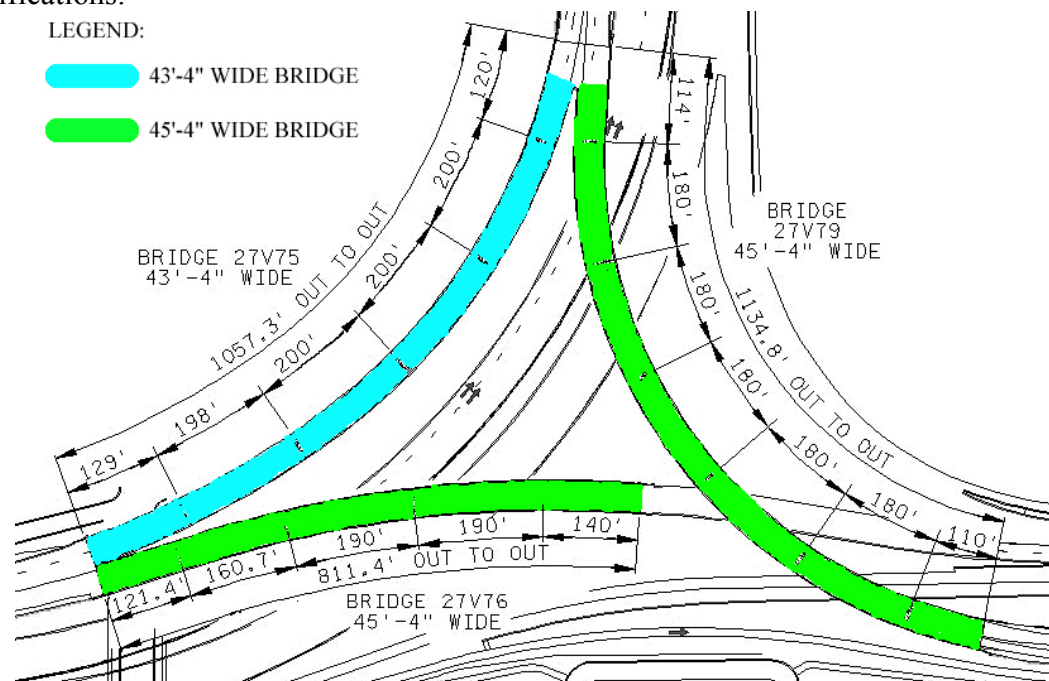 ifications.
LEGEND:
43'-4" WIDE BRIDGE
45'-4" WIDE BRIDGE
120'
200'
200'
200'
198'
129'
1057.3' OUT TO OUT
BRIDGE 27V75
43'-4" WIDE
114'
180'
180'
180'
180'
180'
110'
1134.8' OUT TO OUT
BRIDGE
27V79
45'-4" WIDE
121.4'
160.7'
190'
190'
140'
811.4' OUT TO OUT
BRIDGE 27V76
45'-4" WIDE